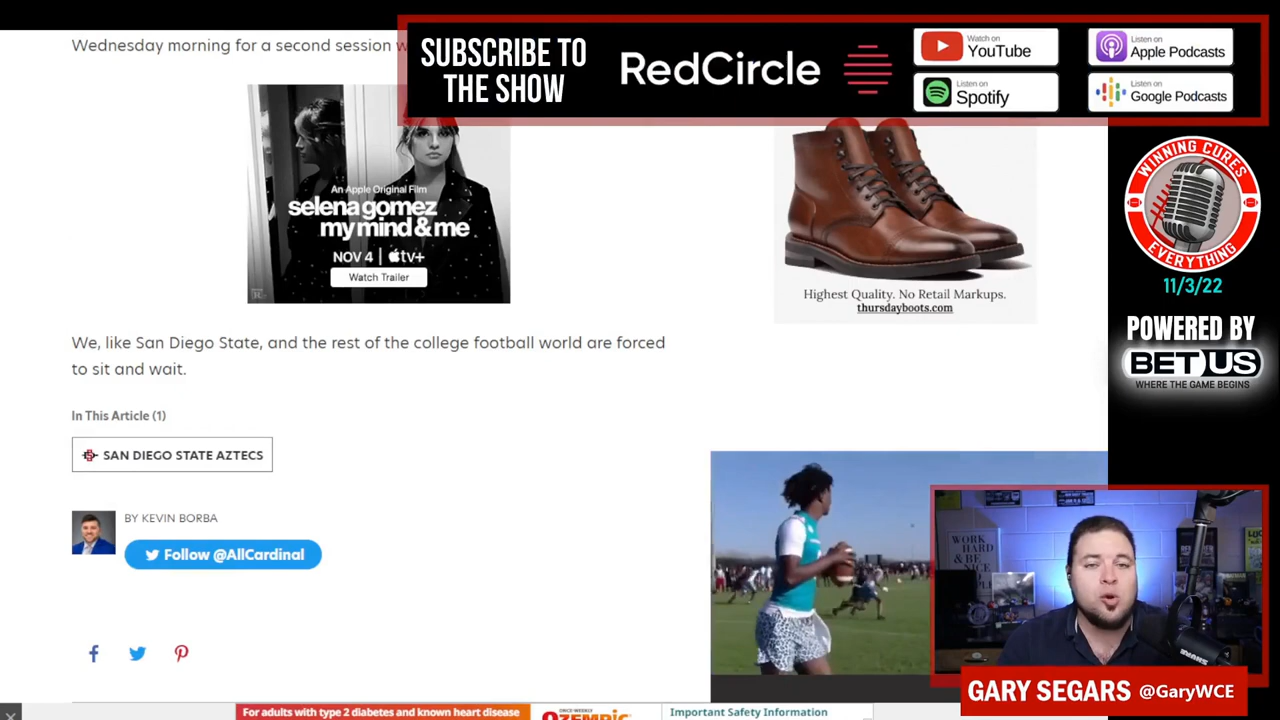 Wednesday morning for a second session
SUBSCRIBE TO
THE SHOW
RedCircle
Watch on
YouTube
Listen on
Apple Podcasts
Listen on
Spotify
Listen on
Google Podcasts
An Apple Original Film
selena gomez
my mind & me
NOV 4 | tv+
Watch Trailer
Highest Quality. No Retail Markups.
thursdayboots.com
WINNING CURES
EVERYTHING
11/3/22
POWERED BY
BETUS
WHERE THE GAME BEGINS
We, like San Diego State, and the rest of the college football world are forced
to sit and wait.
In This Article (1)
SAN DIEGO STATE AZTECS
BY KEVIN BORBA
Follow @AllCardinal
WORK
HARD &
BE
NICE
GARY SEGARS @GaryWCE
For adults with type 2 diabetes and known heart disease
ONCE-WEEKLY
OZEMPIC
Important Safety Information